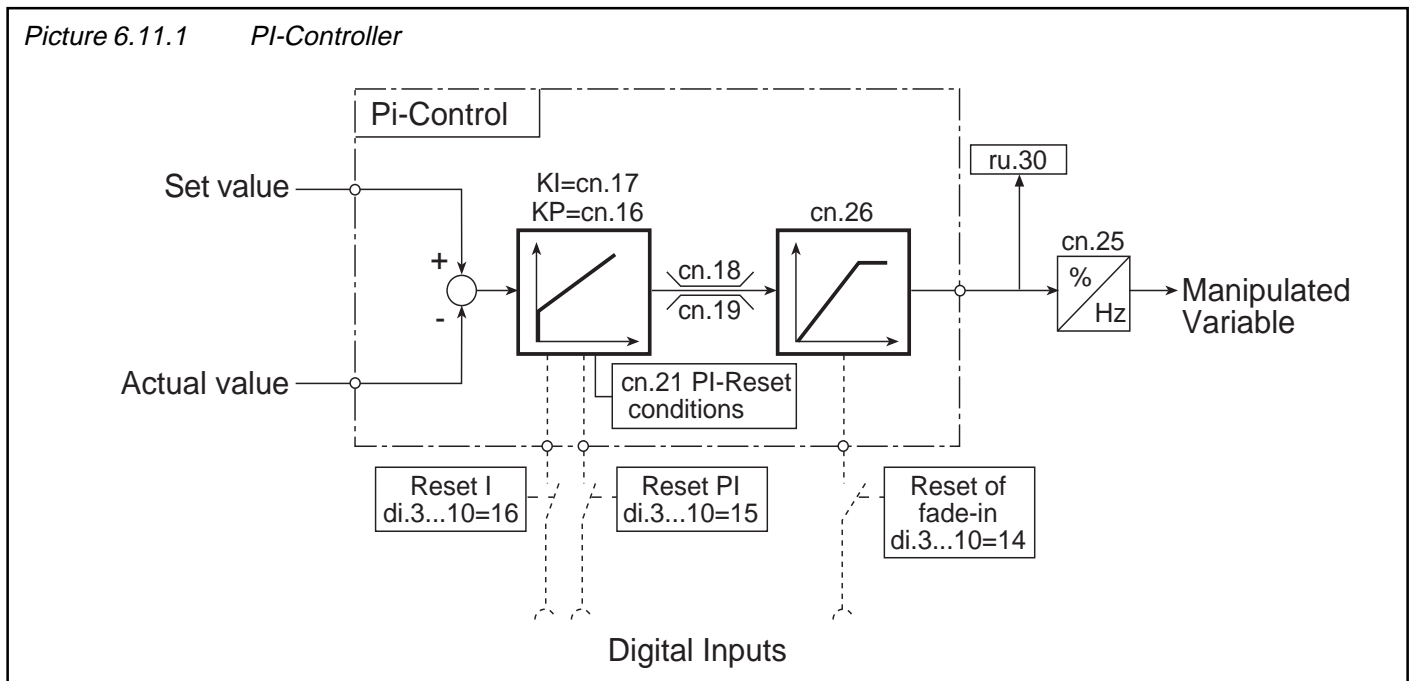 Picture 6.11.1 PI-Controller
Pi-Control
ru.30
Set value
KI=cn.17
KP=cn.16
cn.26
cn.25
+
-
cn.18
cn.19
%
Hz
Manipulated
Variable
Actual value
cn.21 PI-Reset
conditions
Reset I
di.3...10=16
Reset PI
di.3...10=15
Reset of
fade-in
di.3...10=14
Digital Inputs